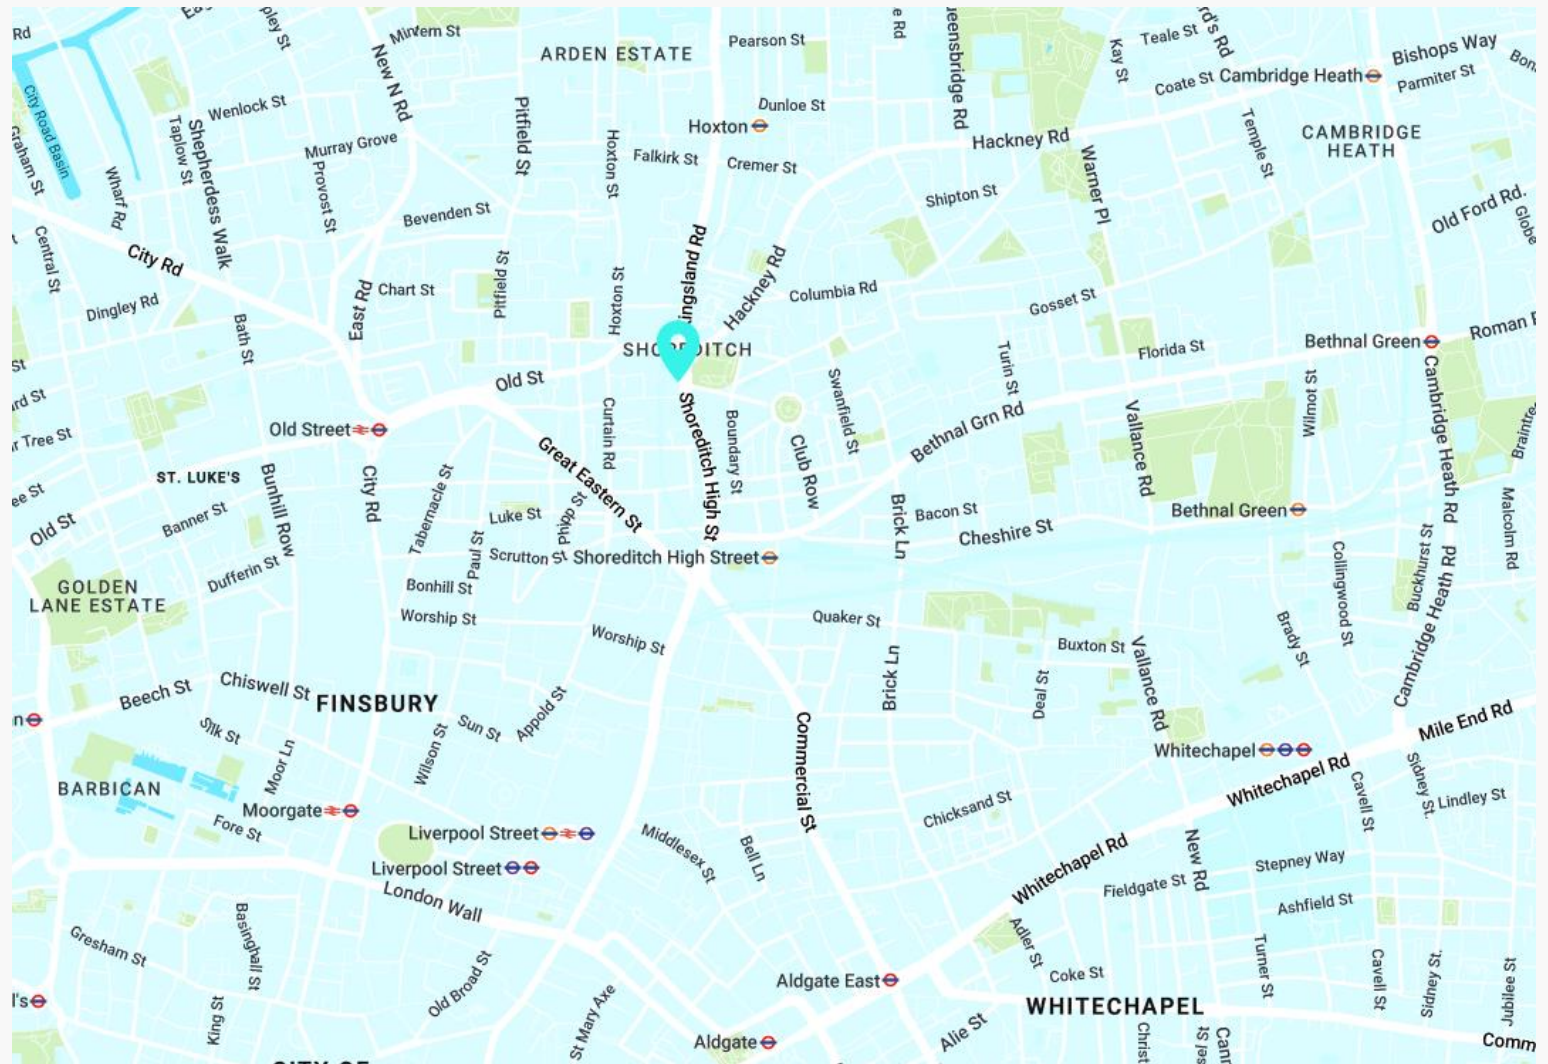 Rd
Minvern St
ARDEN ESTATE
Pearson St
Teale St
Bishops Way
City Road Basin
New N Rd
Kay St
Coate St
Cambridge Heath
Parmiter St
Wenlock St
Pitfield St
Dunloe St
Hoxton
Hackney Rd
CAMBRIDGE
HEATH
Graham St
Taplow St
Shepherdess Walk
Murray Grove
Hoxton St
Falkirk St
Cremer St
Temple St
Wharf Rd
Provost St
Warner Pl
Shipton St
Bevenden St
Old Ford Rd.
Globe
Central St
City Rd
East Rd
Chart St
Pitfield St
Hoxton St
Hackney Rd
Columbia Rd
Gosset St
Dingley Rd
Bath St
SHOREDITCH
Florida St
Bethnal Green
Roman
Turin St
Old St
Swanfield St
Wilmot St
Cambridge Heath Rd
Curtain Rd
Shoreditch High St
Boundary St
Club Row
Bethnal Grn Rd
Vallance Rd
Old Street
Great Eastern St
ST. LUKE'S
Bunhill Row
City Rd
Tabernacle St
Luke St
Phipp St
Brick Ln
Bacon St
Bethnal Green
Malcolm Rd
Old St
Banner St
Cheshire St
Paul St
Scrutton St
Shoreditch High Street
Collingwood St
Buckhurst St
GOLDEN
LANE ESTATE
Dufferin St
Bonhill St
Worship St
Worship St
Quaker St
Buxton St
Brady St
Cambridge Heath Rd
Beech St
Chiswell St
FINSBURY
Brick Ln
Deal St
Vallance Rd
Silk St
Sun St
Appold St
Commercial St
Mile End Rd
Moor Ln
Wilson St
Whitechapel
BARBICAN
Whitechapel Rd
Cavell St
Sidney St.
Lindley St
Moorgate
Fore St
Chicksand St
Liverpool Street
Liverpool Street
Middlesex St
Bell Ln
Whitechapel Rd
New Rd
Stepney Way
London Wall
Fieldgate St
Ashfield St
Gresham St
Basinghall St
Adler St
Old Broad St
Coke St
Turner St
Cavell St
Sidney St.
Jubilee St
Aldgate East
WHITECHAPEL
King St
St Mary Axe
Aldgate
Alie St
Christ
Comm